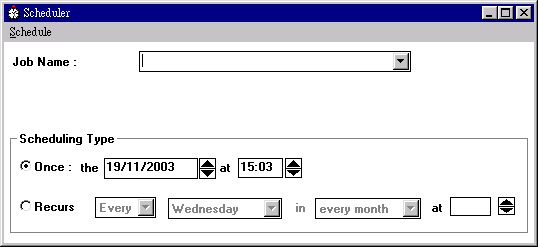 Scheduler
Schedule
Job Name :
Scheduling Type
Once : the 19/11/2003 at 15:03
Recurs Every Wednesday in every month at